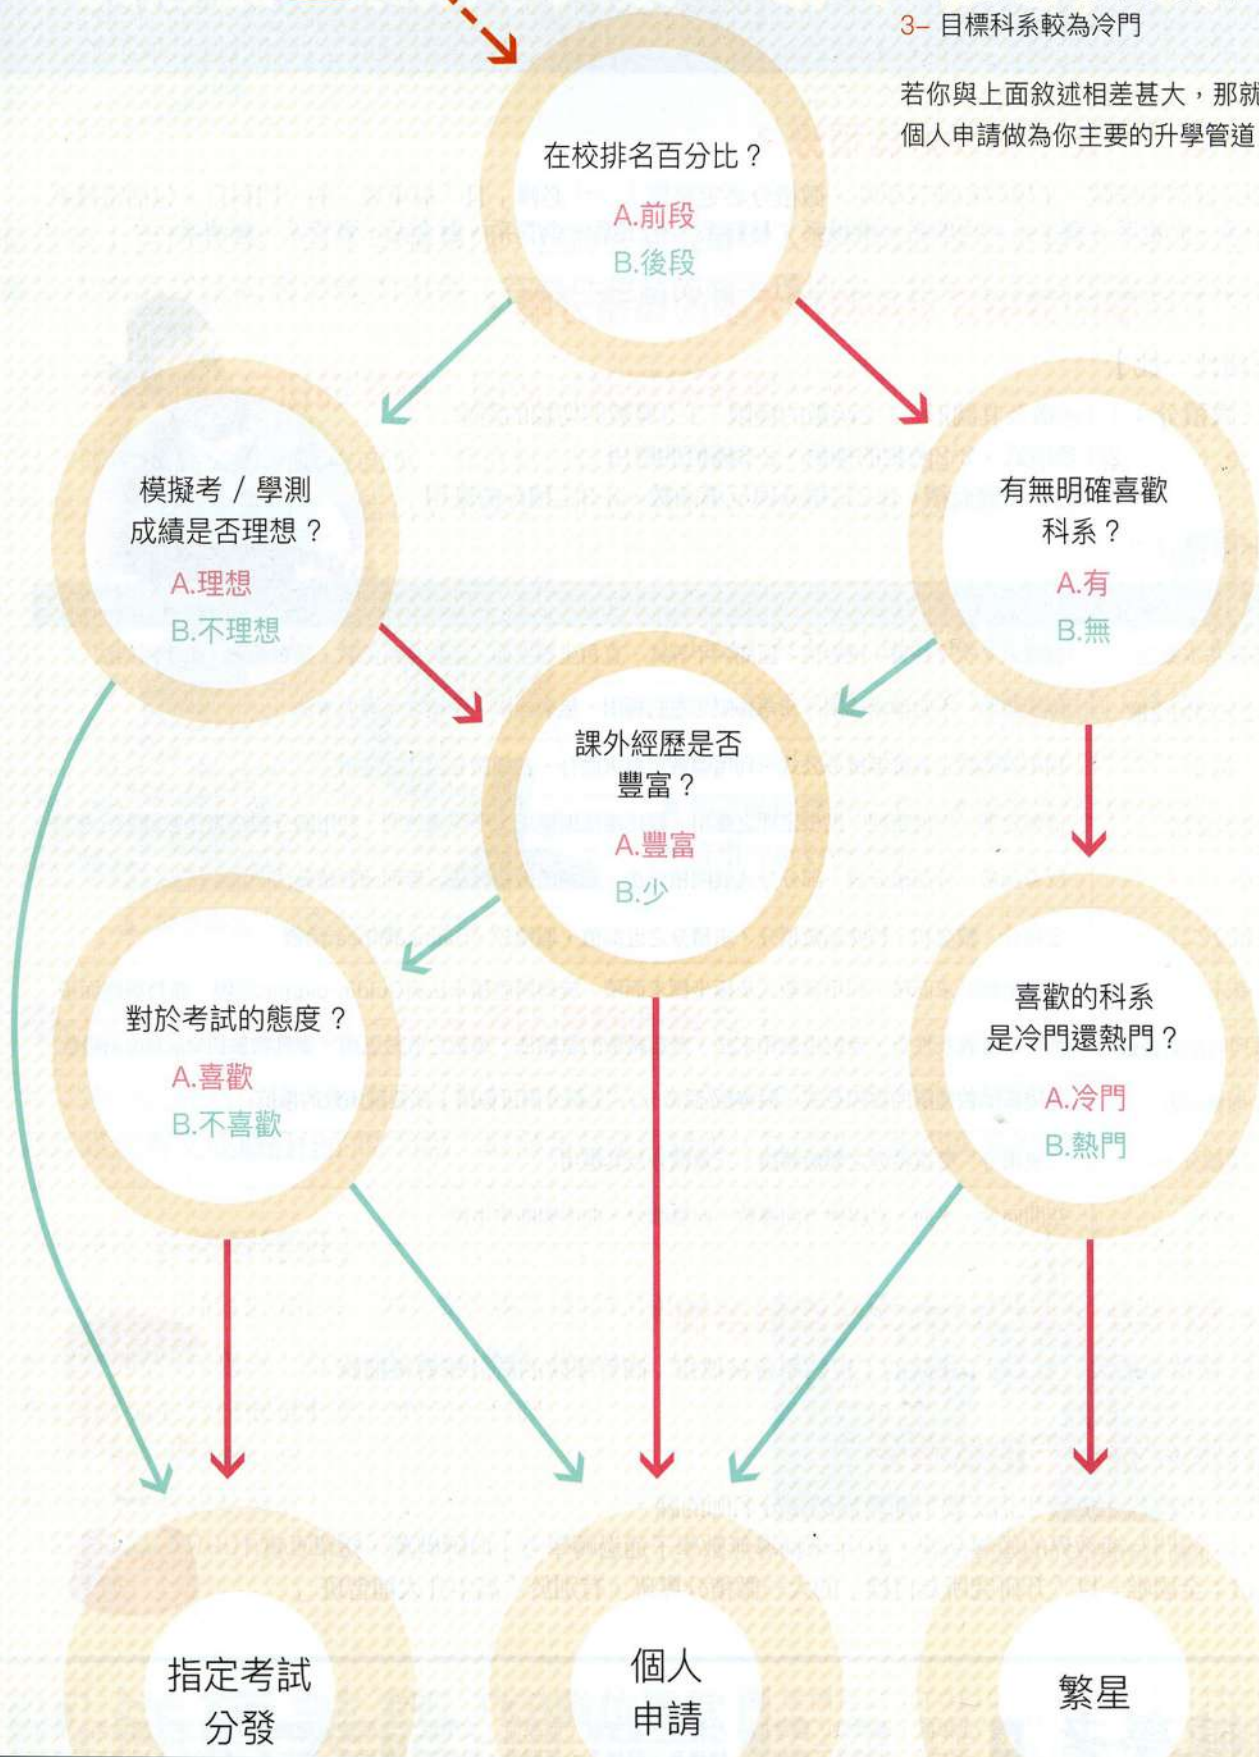 3– 目標科系較為冷門
若你與上面敘述相差甚大，那就
個人申請做為你主要的升學管道
在校排名百分比？
A.前段
B.後段
模擬考 / 學測
成績是否理想？
A.理想
B.不理想
有無明確喜歡
科系？
A.有
B.無
課外經歷是否
豐富？
A.豐富
B.少
對於考試的態度？
A.喜歡
B.不喜歡
喜歡的科系
是冷門還熱門？
A.冷門
B.熱門
指定考試
分發
個人
申請
繁星